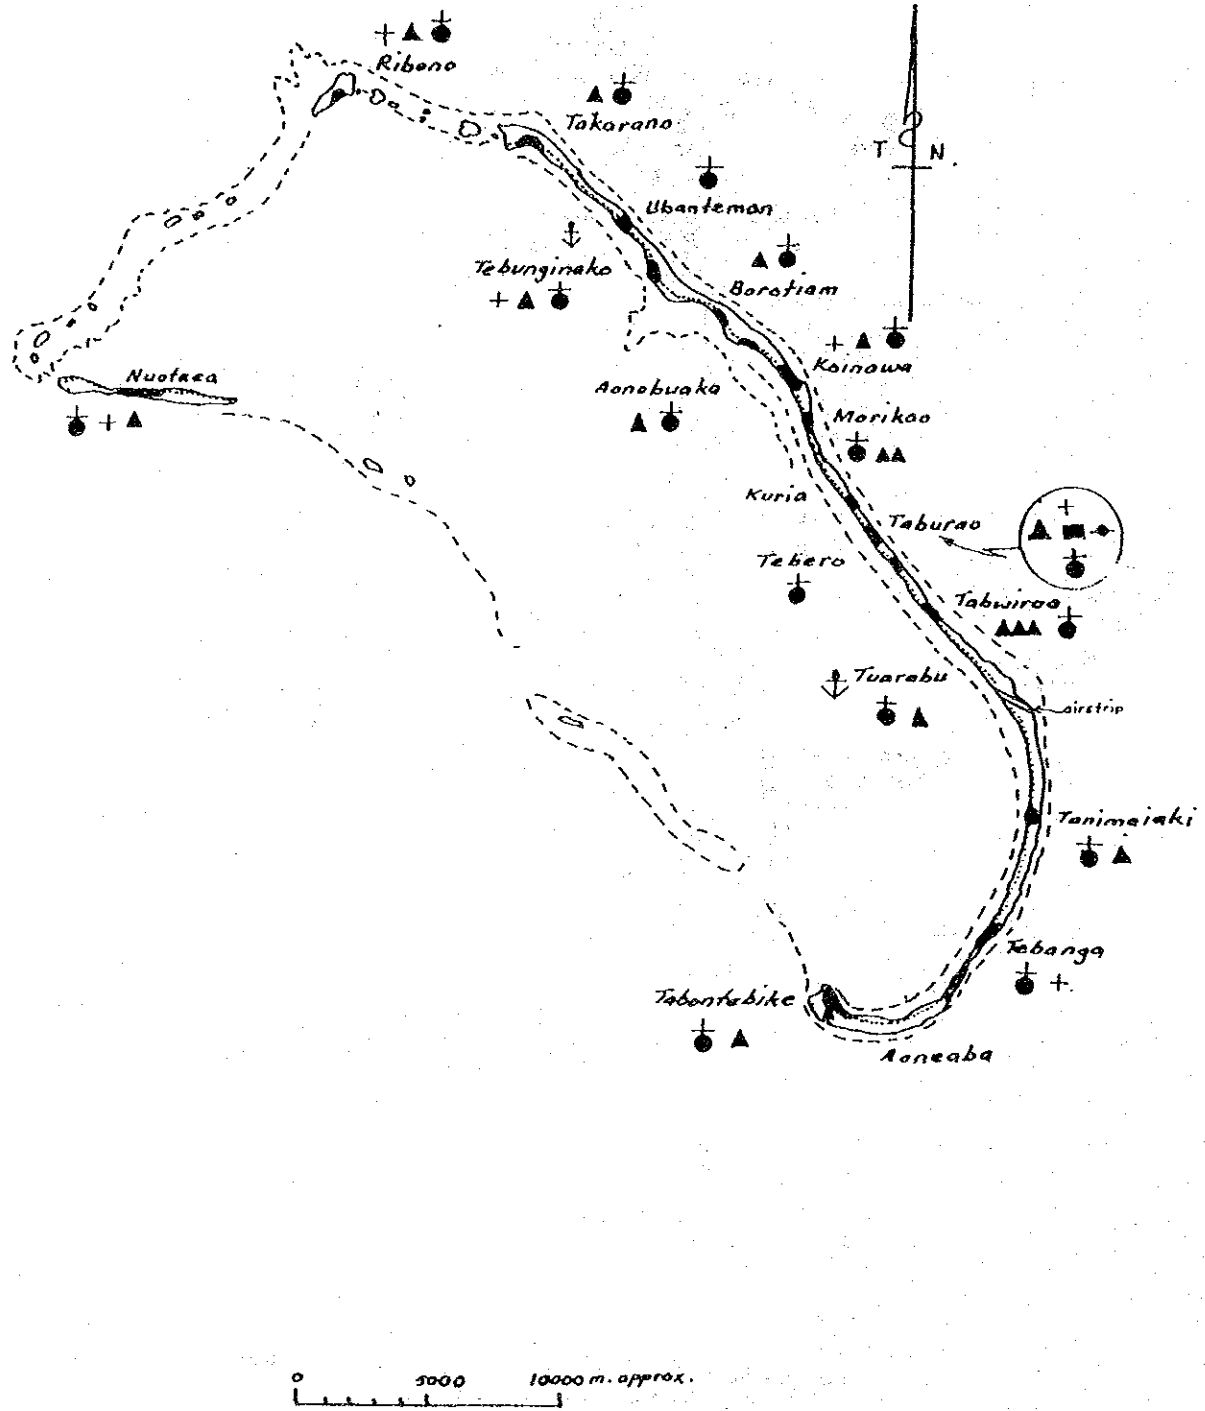 Ribono
Takarano
T N.
Ubanteman
Tebunginako
Borotiam
Koinawa
Nuotaea
Aonobuaka
Morikao
Kuria
Taburao
Tebero
Tabwiroa
Tuarabu
airstrip
Tanimaiaki
Tebanga
Tabontebike
Aoneaba
0 5000 10000 m. approx.